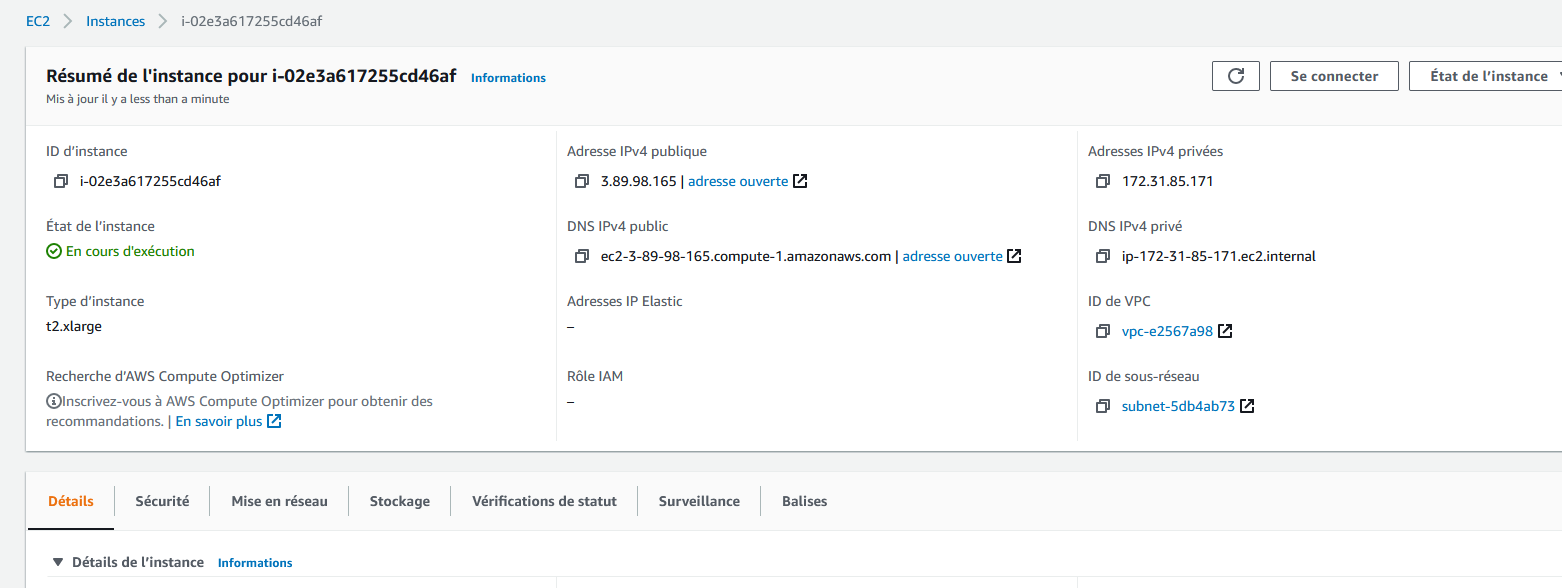 EC2 > Instances > i-02e3a617255cd46af
Résumé de l'instance pour i-02e3a617255cd46af Informations
Mis à jour il y a less than a minute
Se connecter
État de l’instance
ID d’instance
i-02e3a617255cd46af
Adresse IPv4 publique
3.89.98.165 | adresse ouverte
Adresses IPv4 privées
172.31.85.171
État de l’instance
En cours d'exécution
DNS IPv4 public
ec2-3-89-98-165.compute-1.amazonaws.com | adresse ouverte
DNS IPv4 privé
ip-172-31-85-171.ec2.internal
Type d’instance
t2.xlarge
Adresses IP Elastic
–
ID de VPC
vpc-e2567a98
Recherche d’AWS Compute Optimizer
Inscrivez-vous à AWS Compute Optimizer pour obtenir des
recommandations. | En savoir plus
Rôle IAM
–
ID de sous-réseau
subnet-5db4ab73
Détails
Sécurité
Mise en réseau
Stockage
Vérifications de statut
Surveillance
Balises
Détails de l’instance Informations